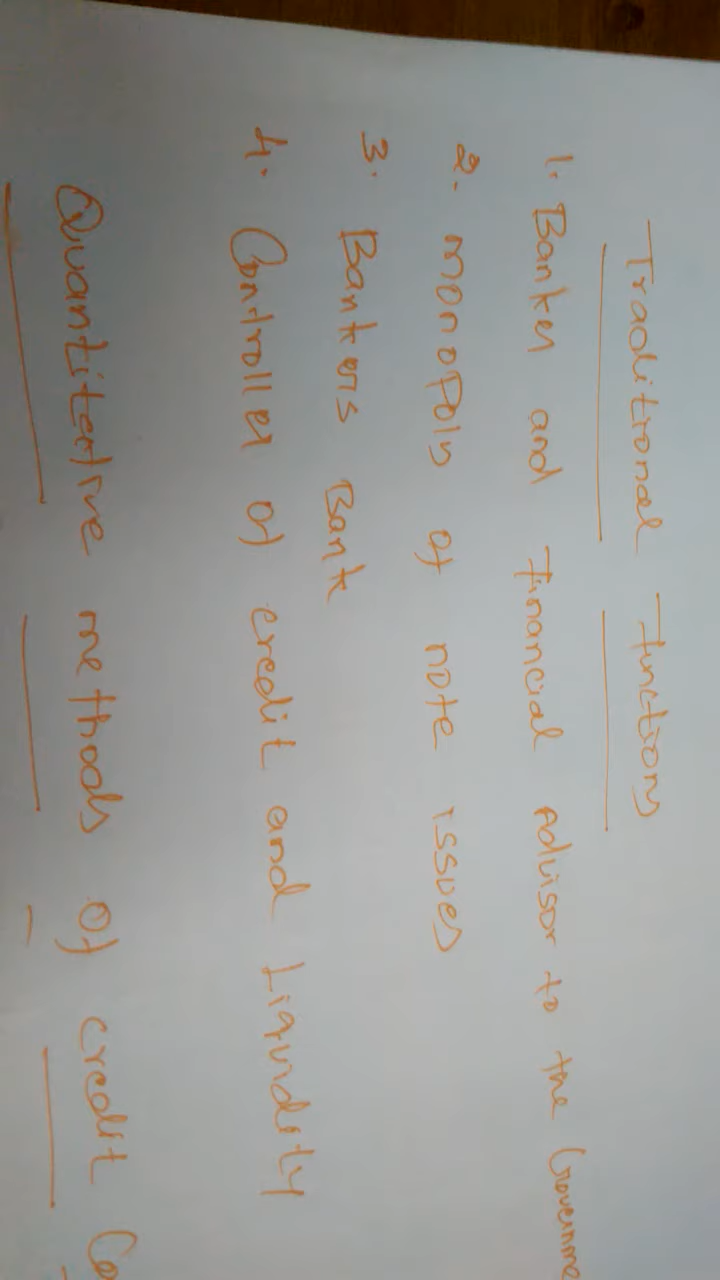 Traditional Functions
1. Banker and Financial Advisor to the Governme
2. monopoly of note issues
3. Bankers Bank
4. Controller of credit and Liquidity
Quantitative methods of credit Co